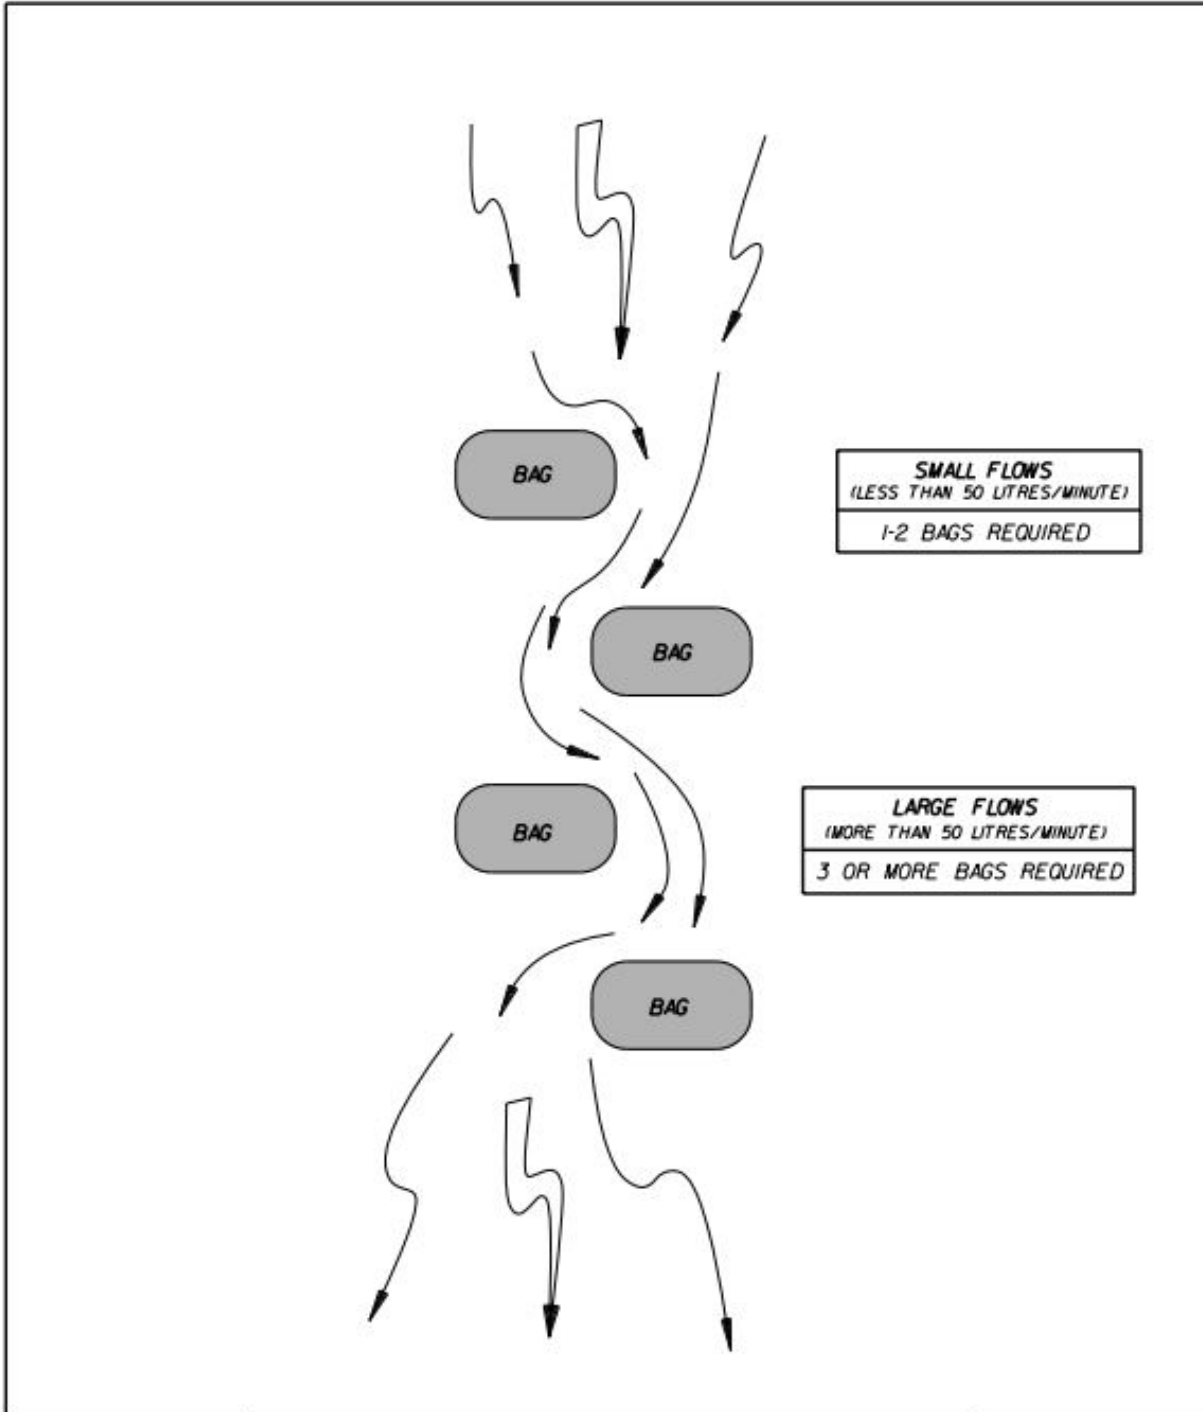 BAG
SMALL FLOWS
(LESS THAN 50 LITRES/MINUTE)
1-2 BAGS REQUIRED
BAG
BAG
LARGE FLOWS
(MORE THAN 50 LITRES/MINUTE)
3 OR MORE BAGS REQUIRED
BAG